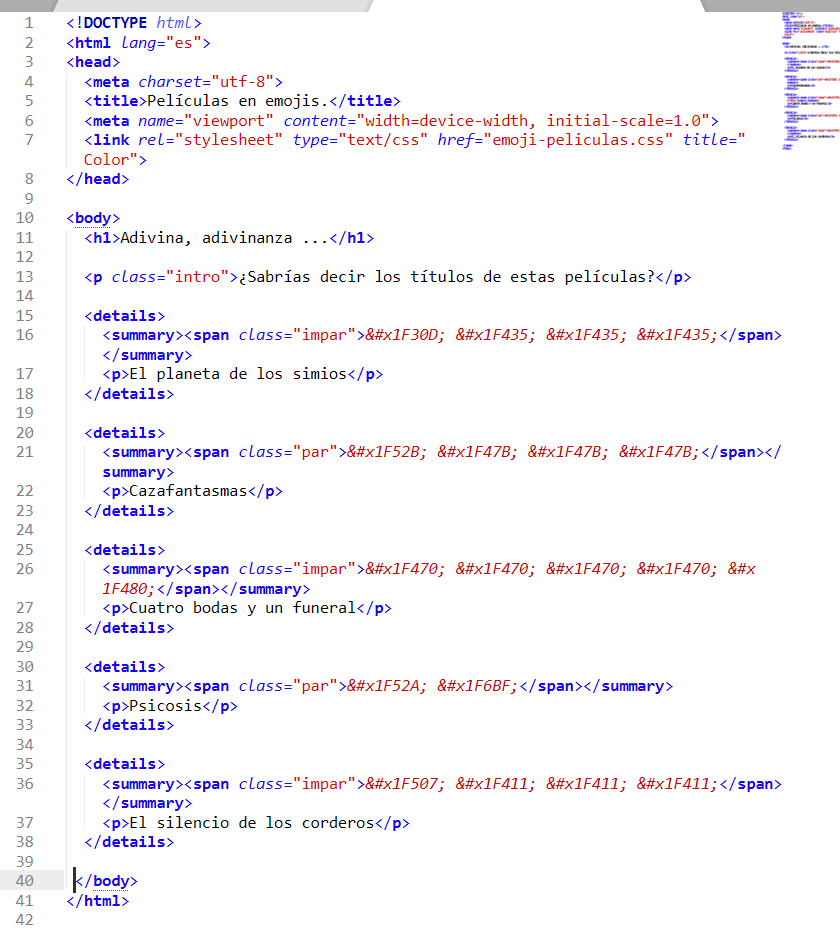 1 <!DOCTYPE html>
2 <html lang="es">
3 <head>
4 <meta charset="utf-8">
5 <title>Películas en emojis.</title>
6 <meta name="viewport" content="width=device-width, initial-scale=1.0">
7 <link rel="stylesheet" type="text/css" href="emoji-peliculas.css" title="
Color">
8 </head>
9
10 <body>
11 <h1>Adivina, adivinanza ...</h1>
12
13 <p class="intro">¿Sabrías decir los títulos de estas películas?</p>
14
15 <details>
16 <summary><span class="impar">&#x1F30D; &#x1F435; &#x1F435; &#x1F435;</span>
</summary>
17 <p>El planeta de los simios</p>
18 </details>
19
20 <details>
21 <summary><span class="par">&#x1F52B; &#x1F47B; &#x1F47B; &#x1F47B;</span></
summary>
22 <p>Cazafantasmas</p>
23 </details>
24
25 <details>
26 <summary><span class="impar">&#x1F470; &#x1F470; &#x1F470; &#x1F470; &#x
1F480;</span></summary>
27 <p>Cuatro bodas y un funeral</p>
28 </details>
29
30 <details>
31 <summary><span class="par">&#x1F52A; &#x1F6BF;</span></summary>
32 <p>Psicosis</p>
33 </details>
34
35 <details>
36 <summary><span class="impar">&#x1F507; &#x1F411; &#x1F411; &#x1F411;</span>
</summary>
37 <p>El silencio de los corderos</p>
38 </details>
39
40 </body>
41 </html>
42